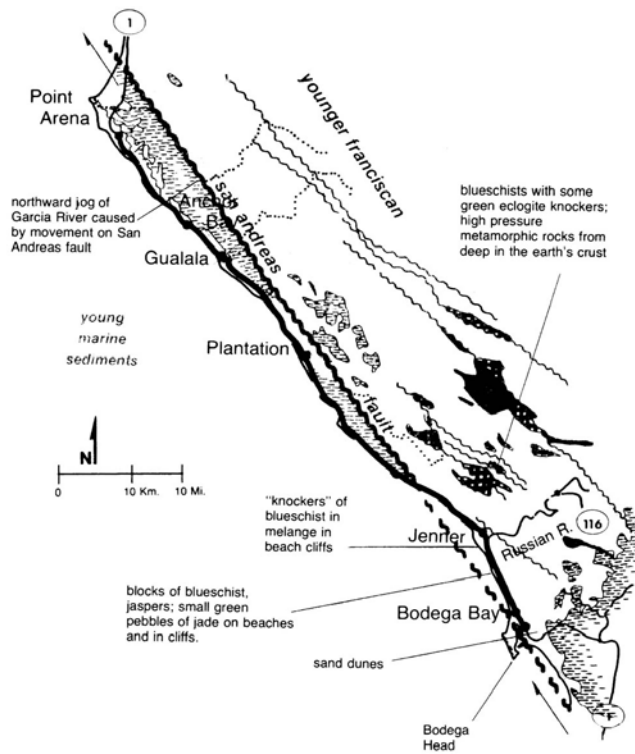 1
Point
Arena
younger franciscan
northward jog of
Garcia River caused
by movement on San
Andreas fault
san andreas
fault
Gualala
blueschists with some
green eclogite knockers;
high pressure
metamorphic rocks from
deep in the earth's crust
young
marine
sediments
Plantation
N
0 10 Km. 10 Mi.
"knockers" of
blueschist in
melange in
beach cliffs
Jenner
116
Russian R.
blocks of blueschist,
jaspers; small green
pebbles of jade on beaches
and in cliffs.
Bodega Bay
sand dunes
Bodega
Head